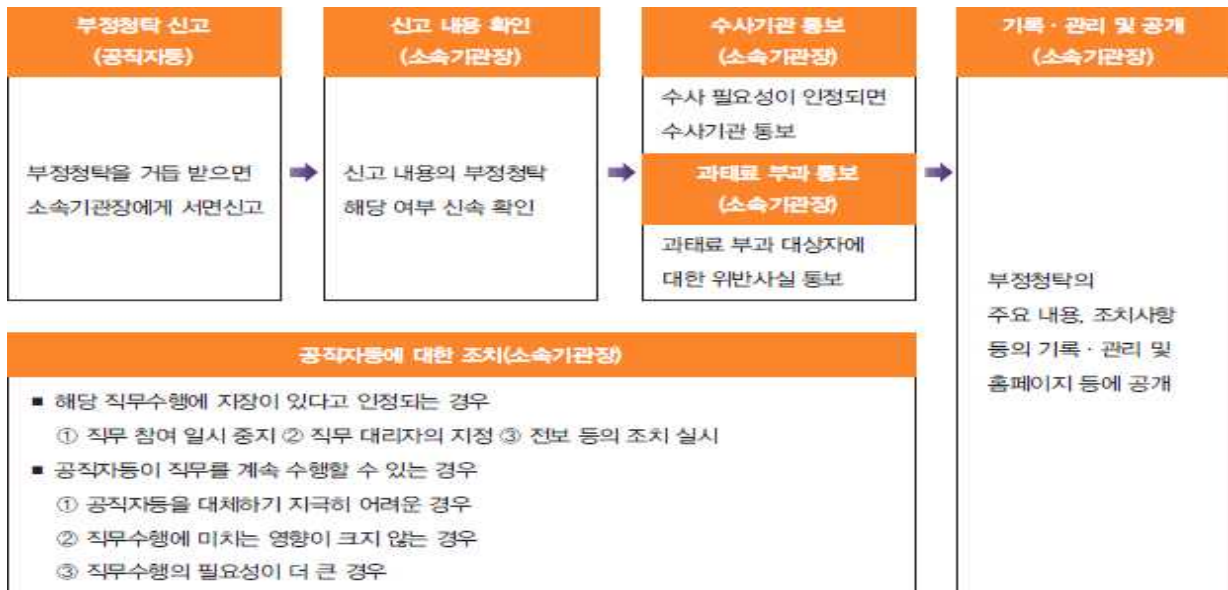 부정청탁 신고
(공직자등)
부정청탁을 거듭 받으면
소속기관장에게 서면신고
신고 내용 확인
(소속기관장)
신고 내용의 부정청탁
해당 여부 신속 확인
수사기관 통보
(소속기관장)
수사 필요성이 인정되면
수사기관 통보
과태료 부과 통보
(소속기관장)
과태료 부과 대상자에
대한 위반사실 통보
기록 · 관리 및 공개
(소속기관장)
부정청탁의
주요 내용, 조치사항
등의 기록 · 관리 및
홈페이지 등에 공개
공직자등에 대한 조치(소속기관장)
■ 해당 직무수행에 지장이 있다고 인정되는 경우
① 직무 참여 일시 중지 ② 직무 대리자의 지정 ③ 전보 등의 조치 실시
■ 공직자등이 직무를 계속 수행할 수 있는 경우
① 공직자등을 대체하기 지극히 어려운 경우
② 직무수행에 미치는 영향이 크지 않는 경우
③ 직무수행의 필요성이 더 큰 경우